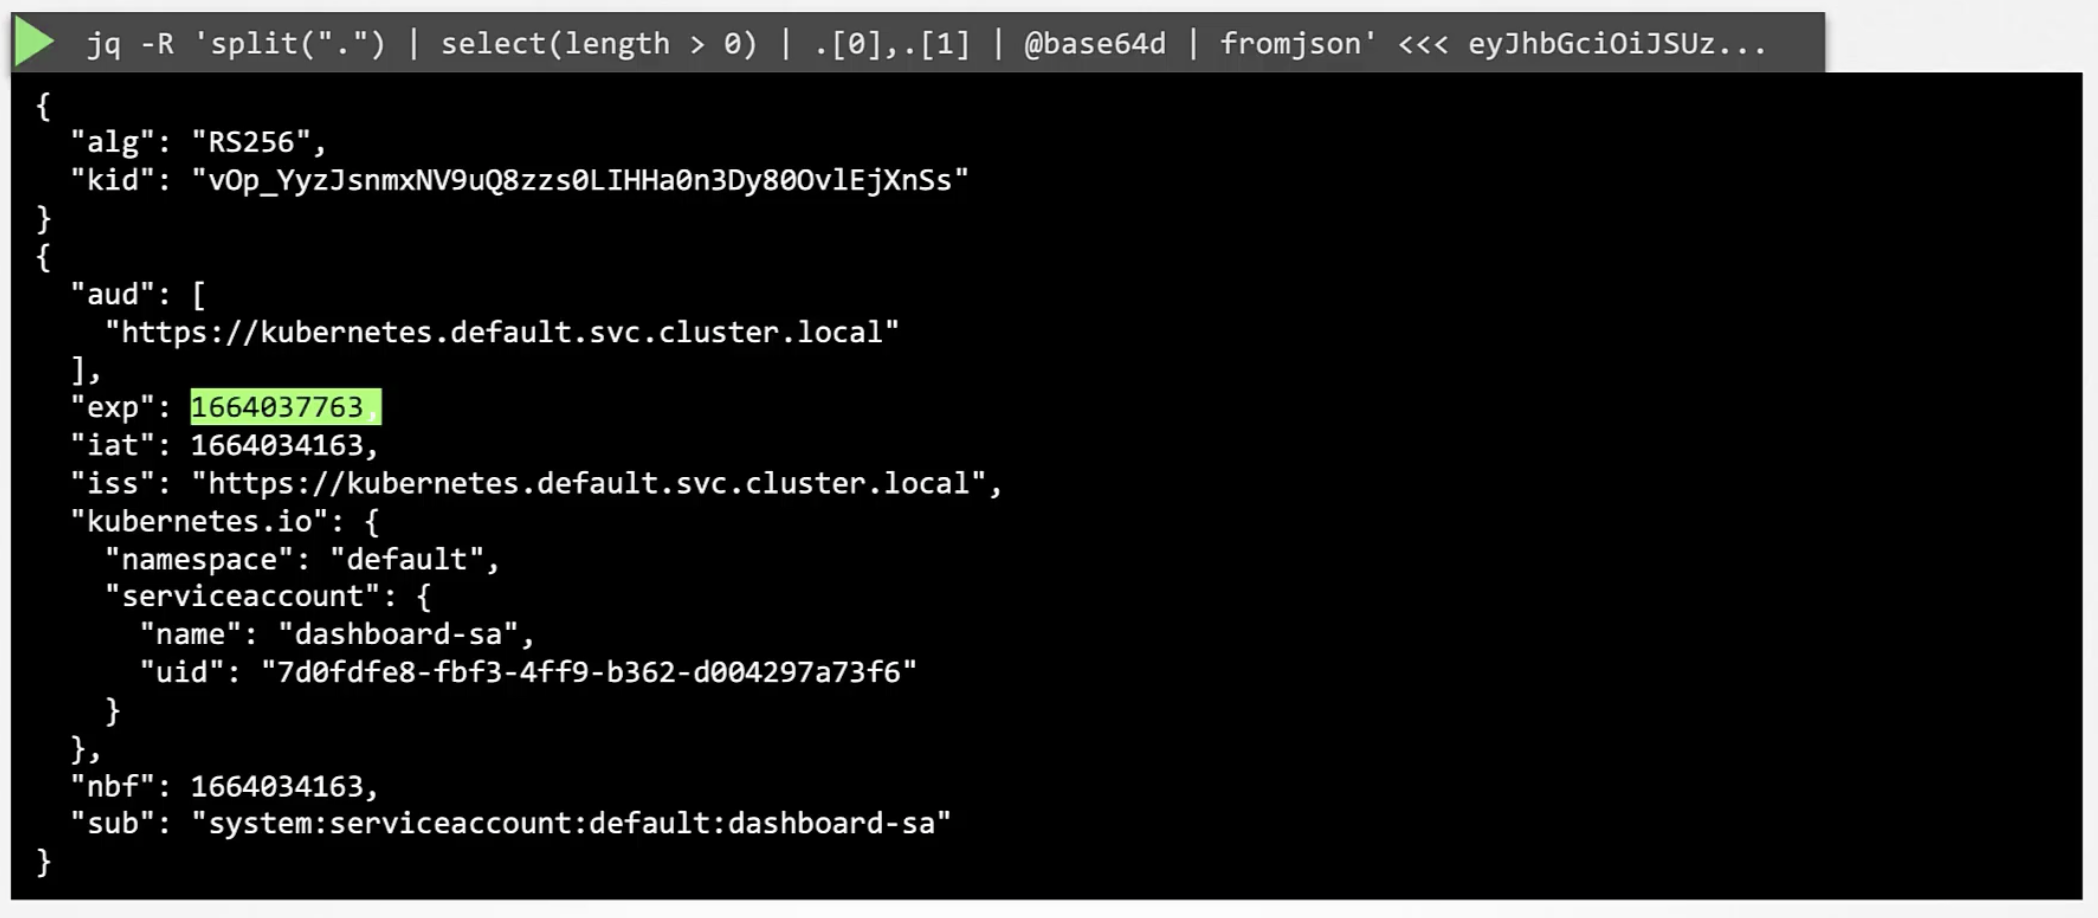 jq -R 'split(".") | select(length > 0) | .[0],.[1] | @base64d | fromjson' <<< eyJhbGciOiJSUz...
{
  "alg": "RS256",
  "kid": "vOp_YyzJsnmxNV9uQ8zzs0LIHHa0n3Dy80OvlEjXnSs"
}
{
  "aud": [
    "https://kubernetes.default.svc.cluster.local"
  ],
  "exp": 1664037763,
  "iat": 1664034163,
  "iss": "https://kubernetes.default.svc.cluster.local",
  "kubernetes.io": {
    "namespace": "default",
    "serviceaccount": {
      "name": "dashboard-sa",
      "uid": "7d0fdfe8-fbf3-4ff9-b362-d004297a73f6"
    }
  },
  "nbf": 1664034163,
  "sub": "system:serviceaccount:default:dashboard-sa"
}